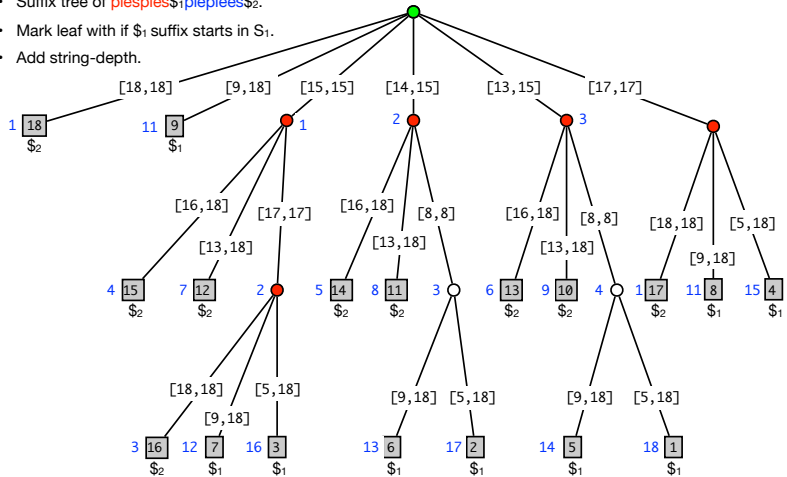 • Suffix tree of piespies$₁piepiees$₂.
• Mark leaf with if $₁ suffix starts in S₁.
• Add string-depth.
[18,18] [9,18] [15,15] [14,15] [13,15] [17,17]
1 18 11 9 1 2 3
$₂ $₁
[16,18] [17,17] [16,18] [8,8] [16,18] [8,8] [18,18] [5,18]
[13,18] [13,18] [13,18] [9,18]
4 15 7 12 2 5 14 8 11 3 6 13 9 10 4 1 17 11 8 15 4
$₂ $₂ $₂ $₂ $₂ $₂ $₂ $₁ $₁
[18,18] [5,18] [9,18] [5,18] [9,18] [5,18]
[9,18]
3 16 12 7 16 3 13 6 17 2 14 5 18 1
$₂ $₁ $₁ $₁ $₁ $₁ $₁